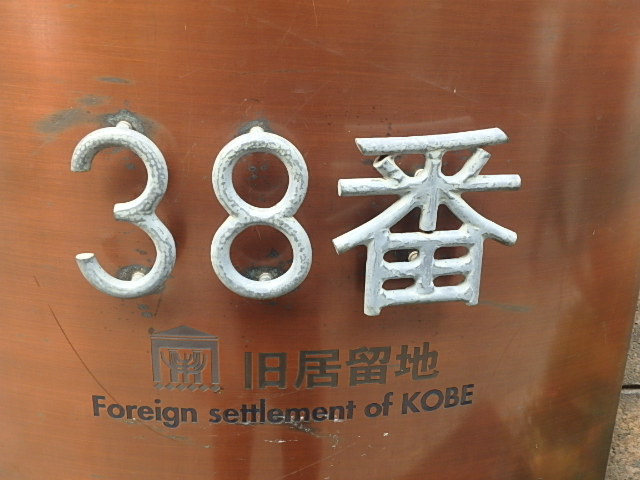 38番
旧居留地
Foreign settlement of KOBE